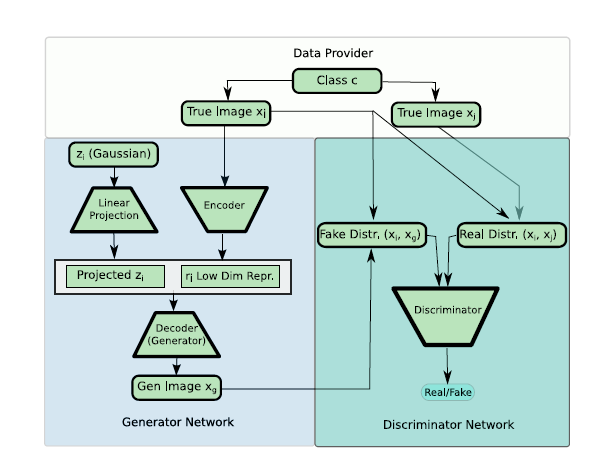 Data Provider
Class c
True Image xi
True Image xj
zi (Gaussian)
Linear
Projection
Encoder
Fake Distr, (xi, xg)
Real Distr, (xi, xj)
Projected zi
ri Low Dim Repr.
Discriminator
Decoder
(Generator)
Gen Image xg
Real/Fake
Generator Network
Discriminator Network